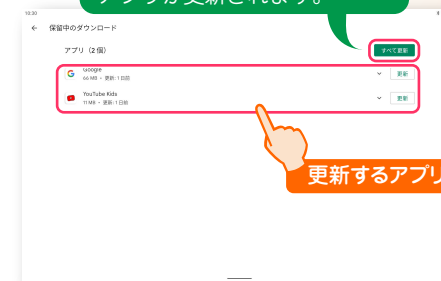 アプリが更新されます。
10:30
保留中のダウンロード
アプリ（2 個）
すべて更新
Google
66 MB • 更新: 1 日前
更新
YouTube Kids
11 MB • 更新: 1 日前
更新
更新するアプリ